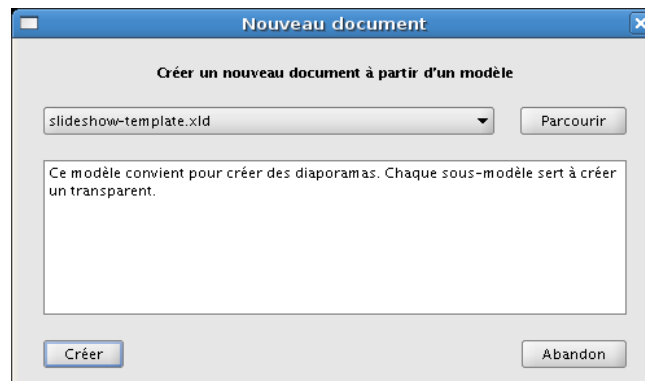 Nouveau document
Créer un nouveau document à partir d'un modèle
slideshow-template.xld
Parcourir
Ce modèle convient pour créer des diaporamas. Chaque sous-modèle sert à créer
un transparent.
Créer
Abandon